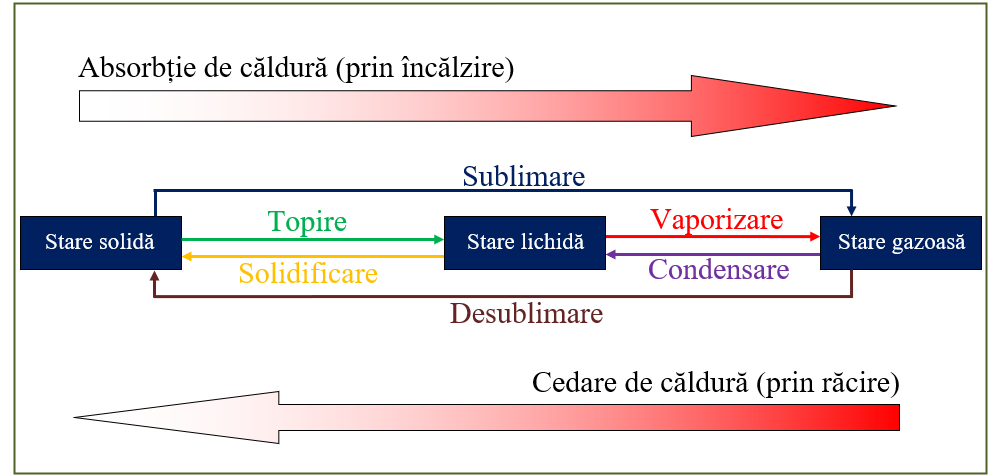 Absorbție de căldură (prin încălzire)
Sublimare
Topire
Vaporizare
Stare solidă
Stare lichidă
Stare gazoasă
Solidificare
Condensare
Desublimare
Cedare de căldură (prin răcire)